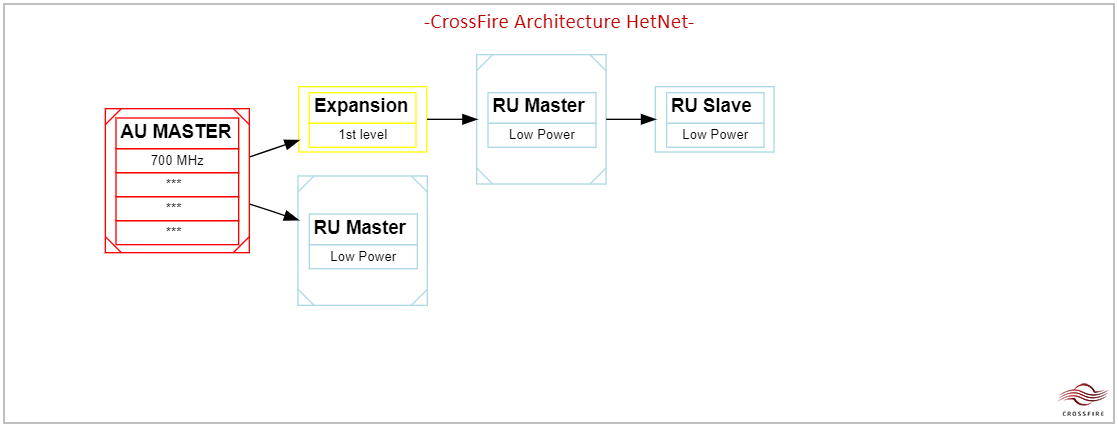 -CrossFire Architecture HetNet-
AU MASTER
700 MHz
***
***
***
Expansion
1st level
RU Master
Low Power
RU Slave
Low Power
RU Master
Low Power
CROSSFIRE